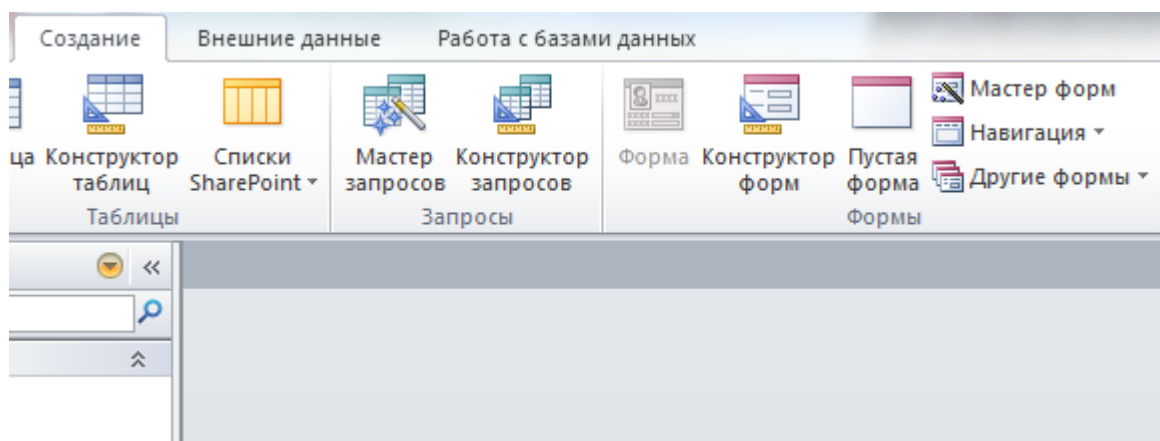 Создание Внешние данные Работа с базами данных
ца Конструктор таблиц
Списки SharePoint
Мастер запросов
Конструктор запросов
Форма
Конструктор форм
Пустая форма
Мастер форм
Навигация
Другие формы
Таблицы Запросы Формы